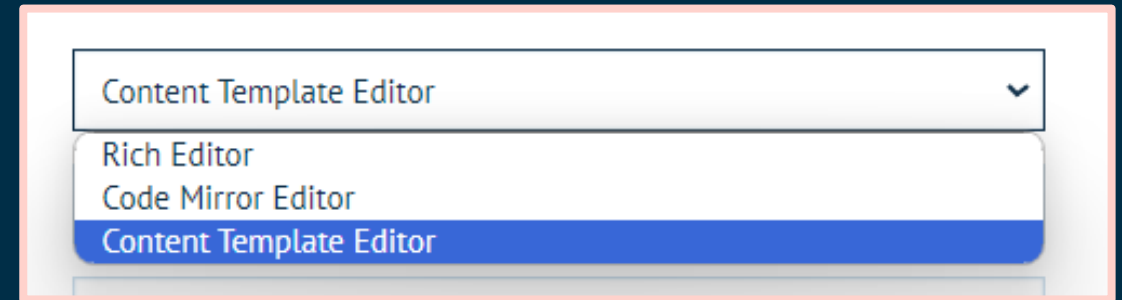 Content Template Editor
Rich Editor
Code Mirror Editor
Content Template Editor